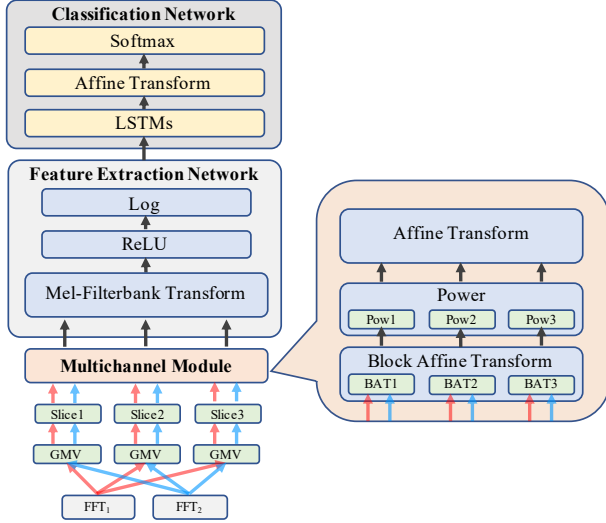 Classification Network
Softmax
Affine Transform
LSTMs
Feature Extraction Network
Log
ReLU
Mel-Filterbank Transform
Multichannel Module
Slice1 Slice2 Slice3
GMV GMV GMV
FFT₁ FFT₂
Affine Transform
Power
Pow1 Pow2 Pow3
Block Affine Transform
BAT1 BAT2 BAT3